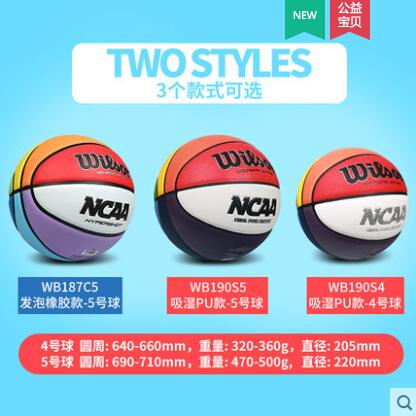 NEW
公益
宝贝
TWO STYLES
3个款式可选
Wilson
NCAA
HYPERSHOT
Wilson
NCAA
Wilson
NCAA
WB187C5
发泡橡胶款-5号球
WB190S5
吸湿PU款-5号球
WB190S4
吸湿PU款-4号球
4号球 圆周: 640-660mm, 重量: 320-360g, 直径: 205mm
5号球 圆周: 690-710mm, 重量: 470-500g, 直径: 220mm